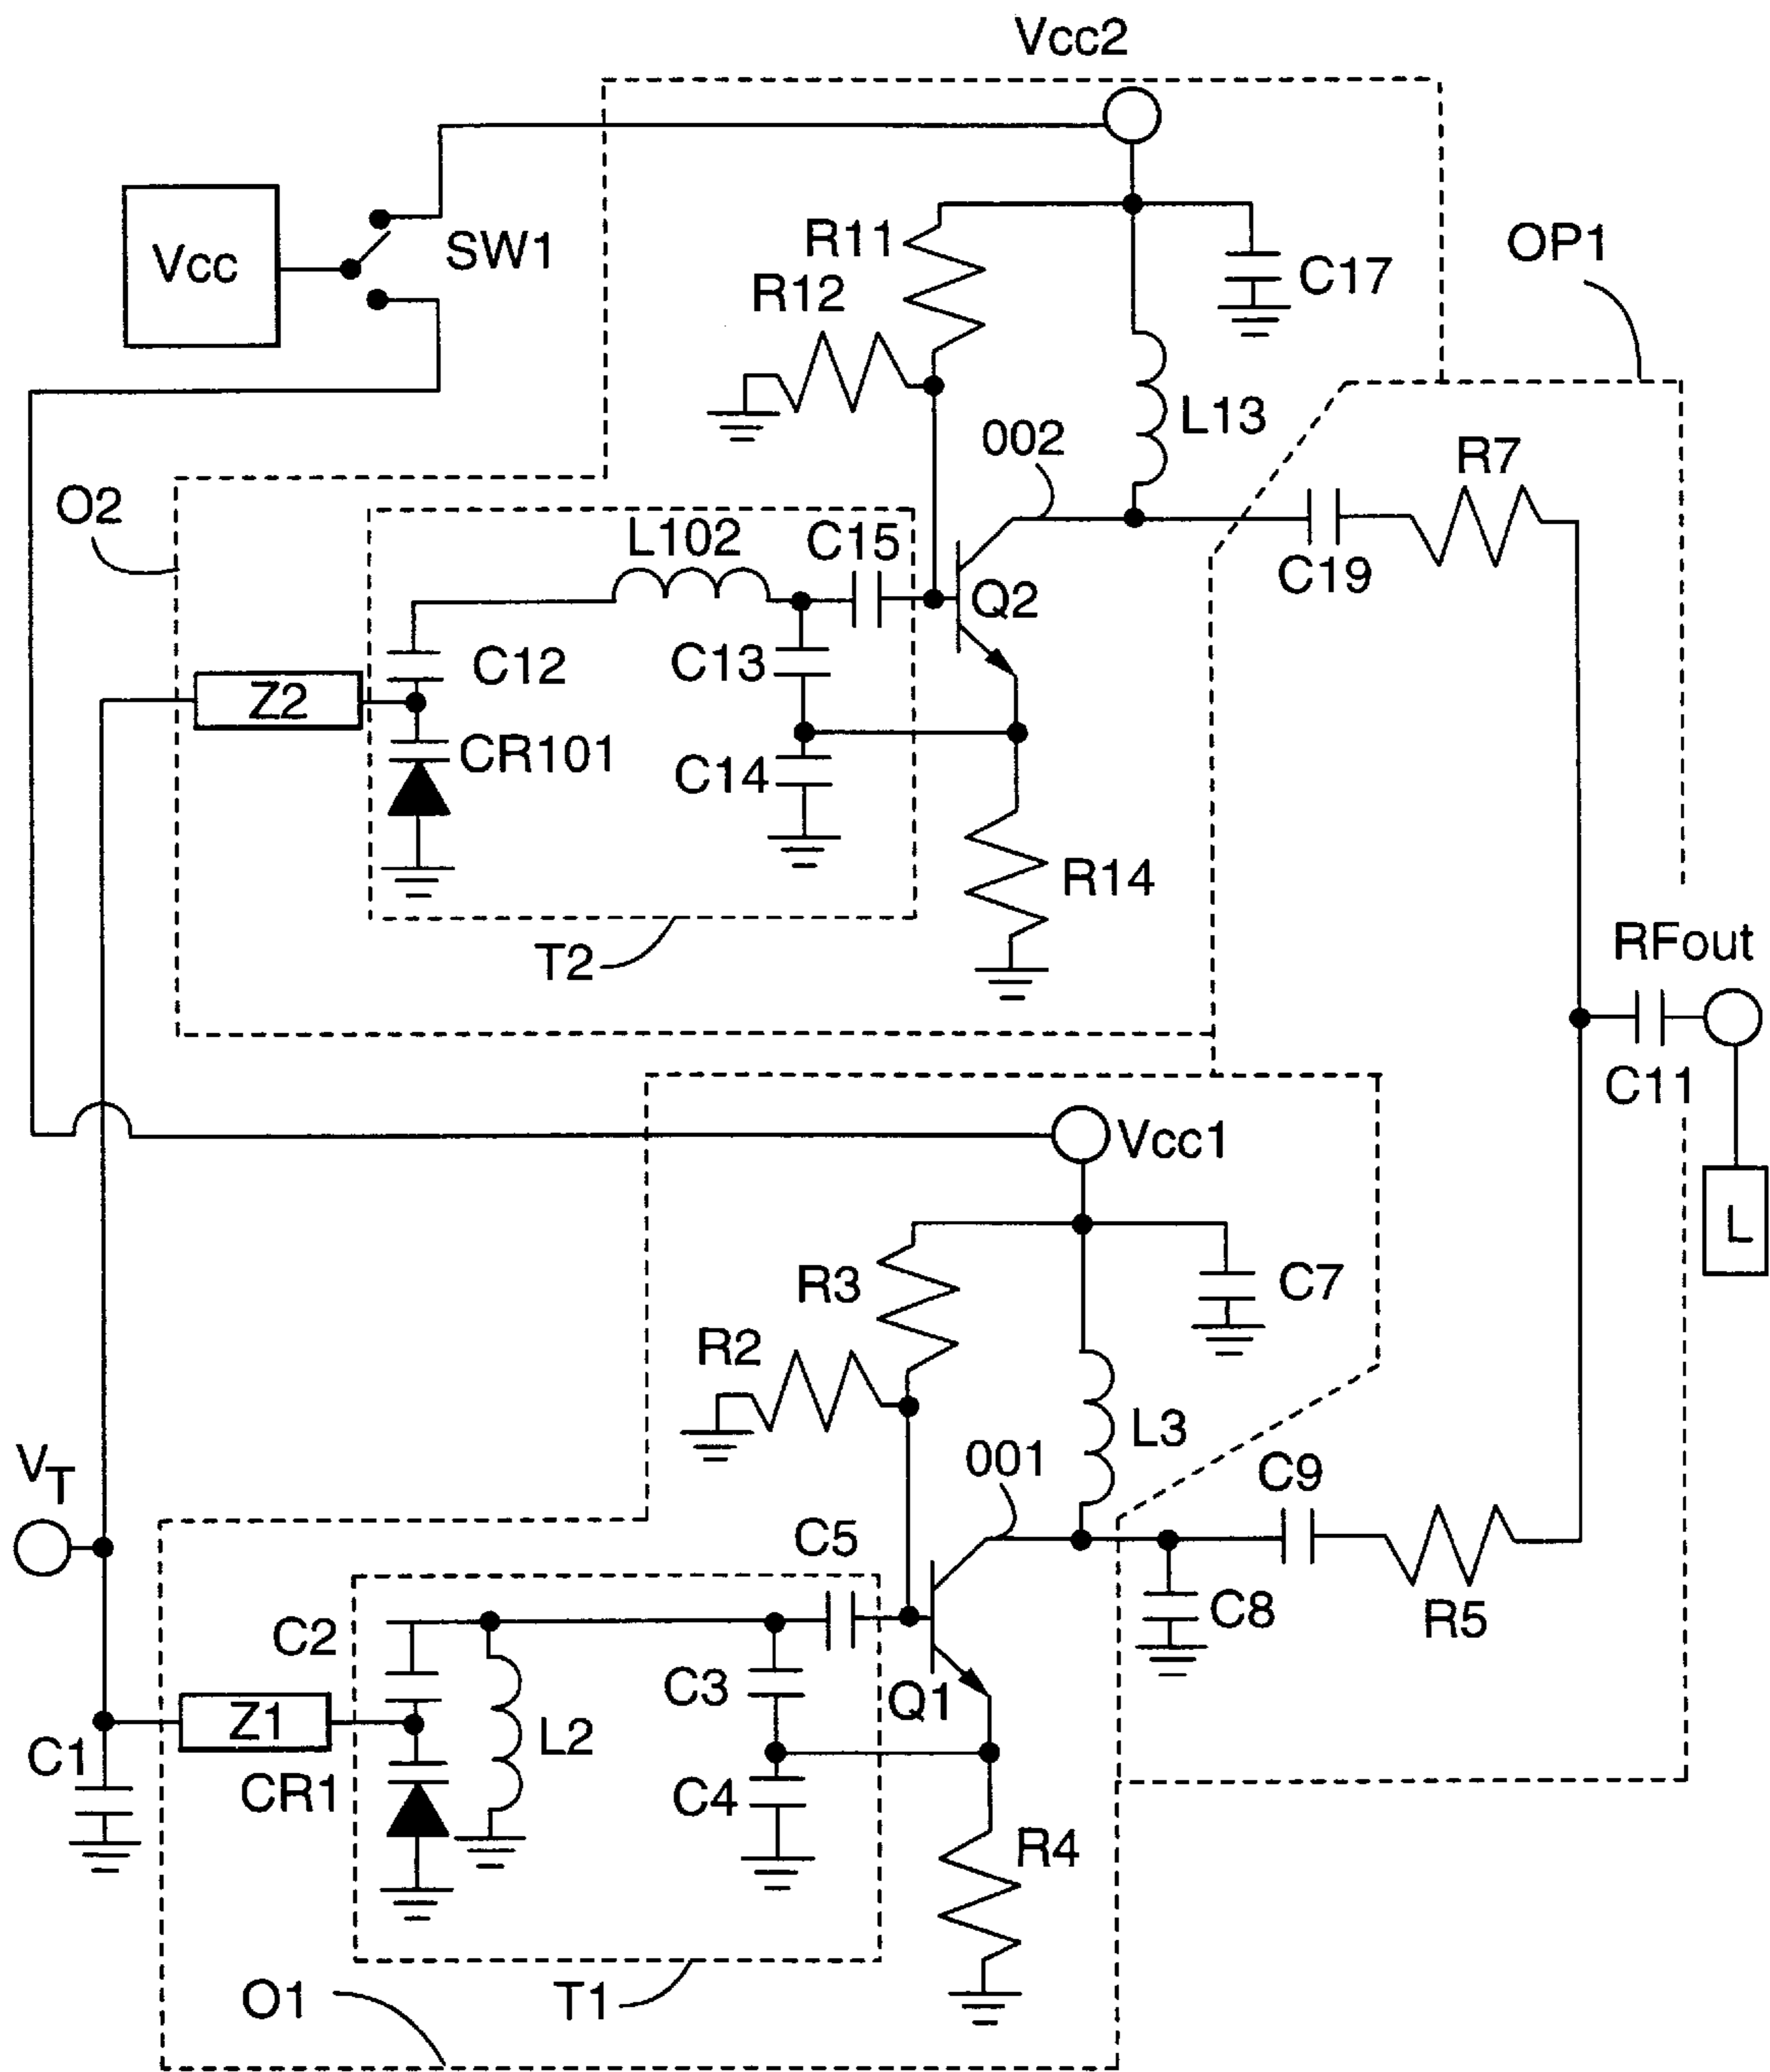 Vcc2
Vcc
SW1
R11
R12
C17
OP1
L13
002
R7
O2
L102
C15
C19
Q2
C12
C13
Z2
CR101
C14
R14
T2
RFout
C11
Vcc1
L
R3
C7
R2
L3
VT
001
C9
C5
C2
C8
R5
C3
Q1
Z1
L2
C1
CR1
C4
R4
O1
T1